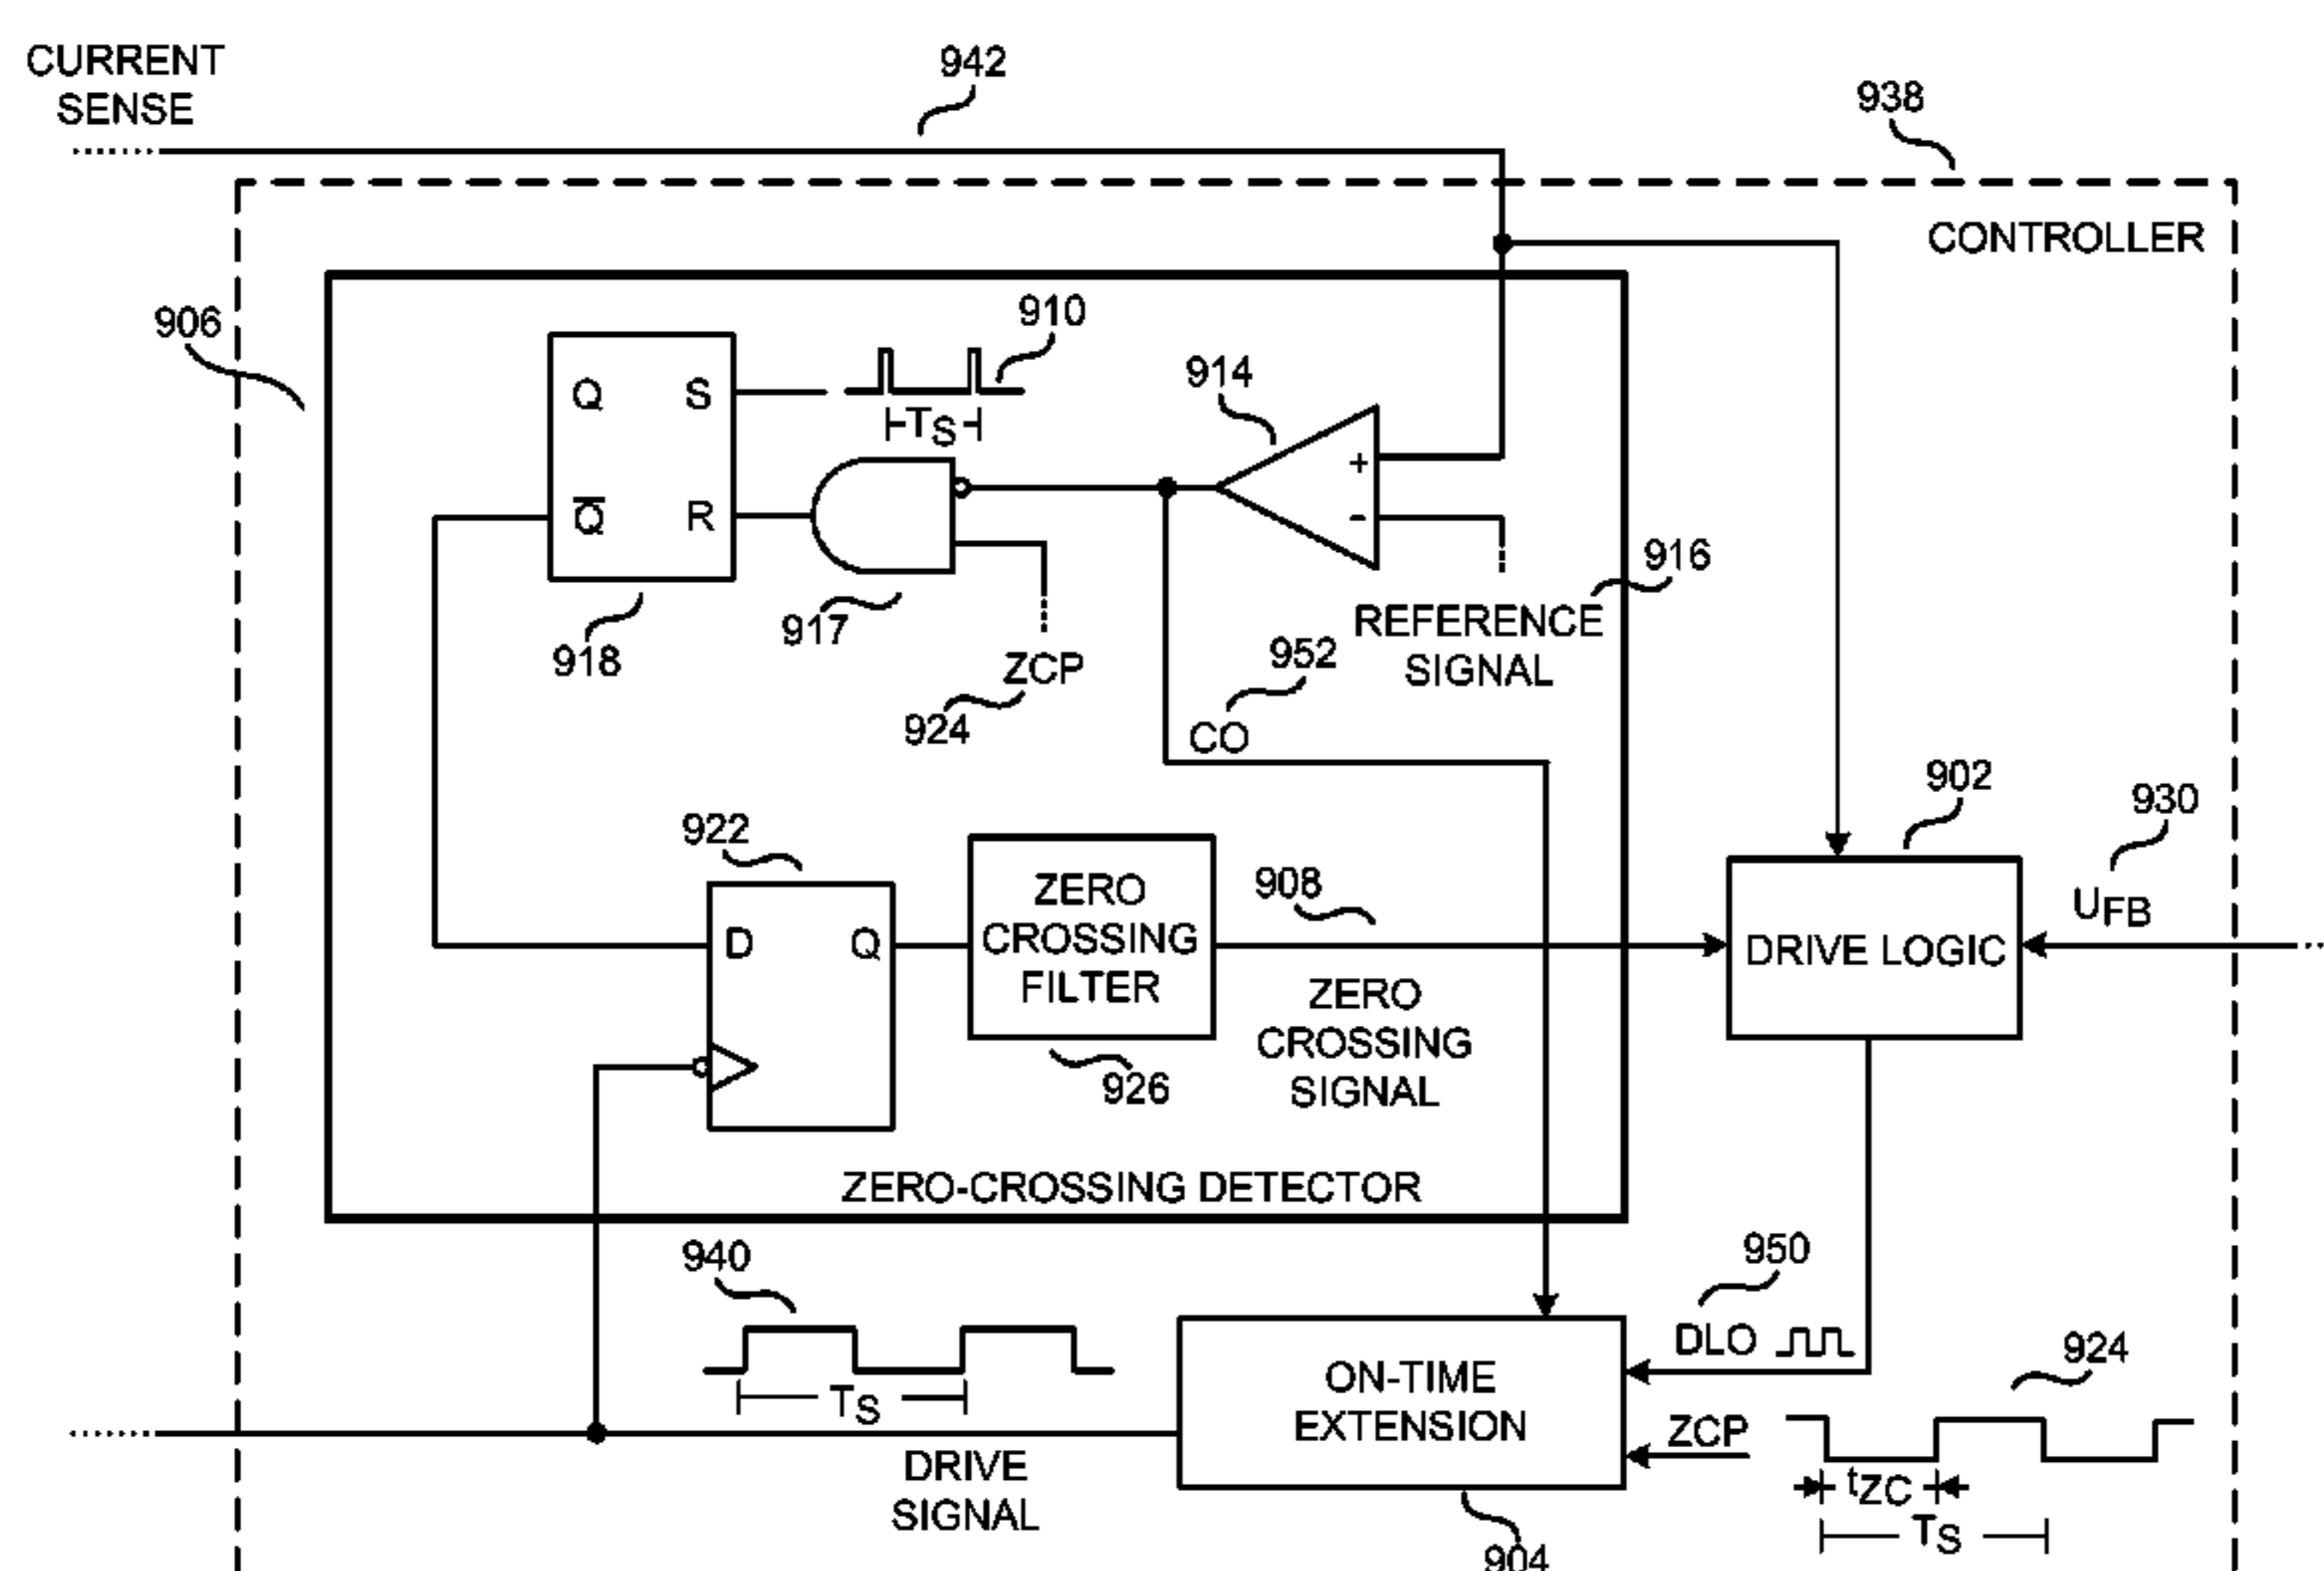 CURRENT
SENSE
942
938
CONTROLLER
906
910
Q
S
TS
914
+
-
Q
R
917
918
ZCP
924
916
REFERENCE
SIGNAL
952
CO
902
930
UFB
922
D
Q
ZERO
CROSSING
FILTER
926
908
ZERO
CROSSING
SIGNAL
DRIVE LOGIC
ZERO-CROSSING DETECTOR
940
TS
DRIVE
SIGNAL
ON-TIME
EXTENSION
904
950
DLO
924
ZCP
tZC
TS